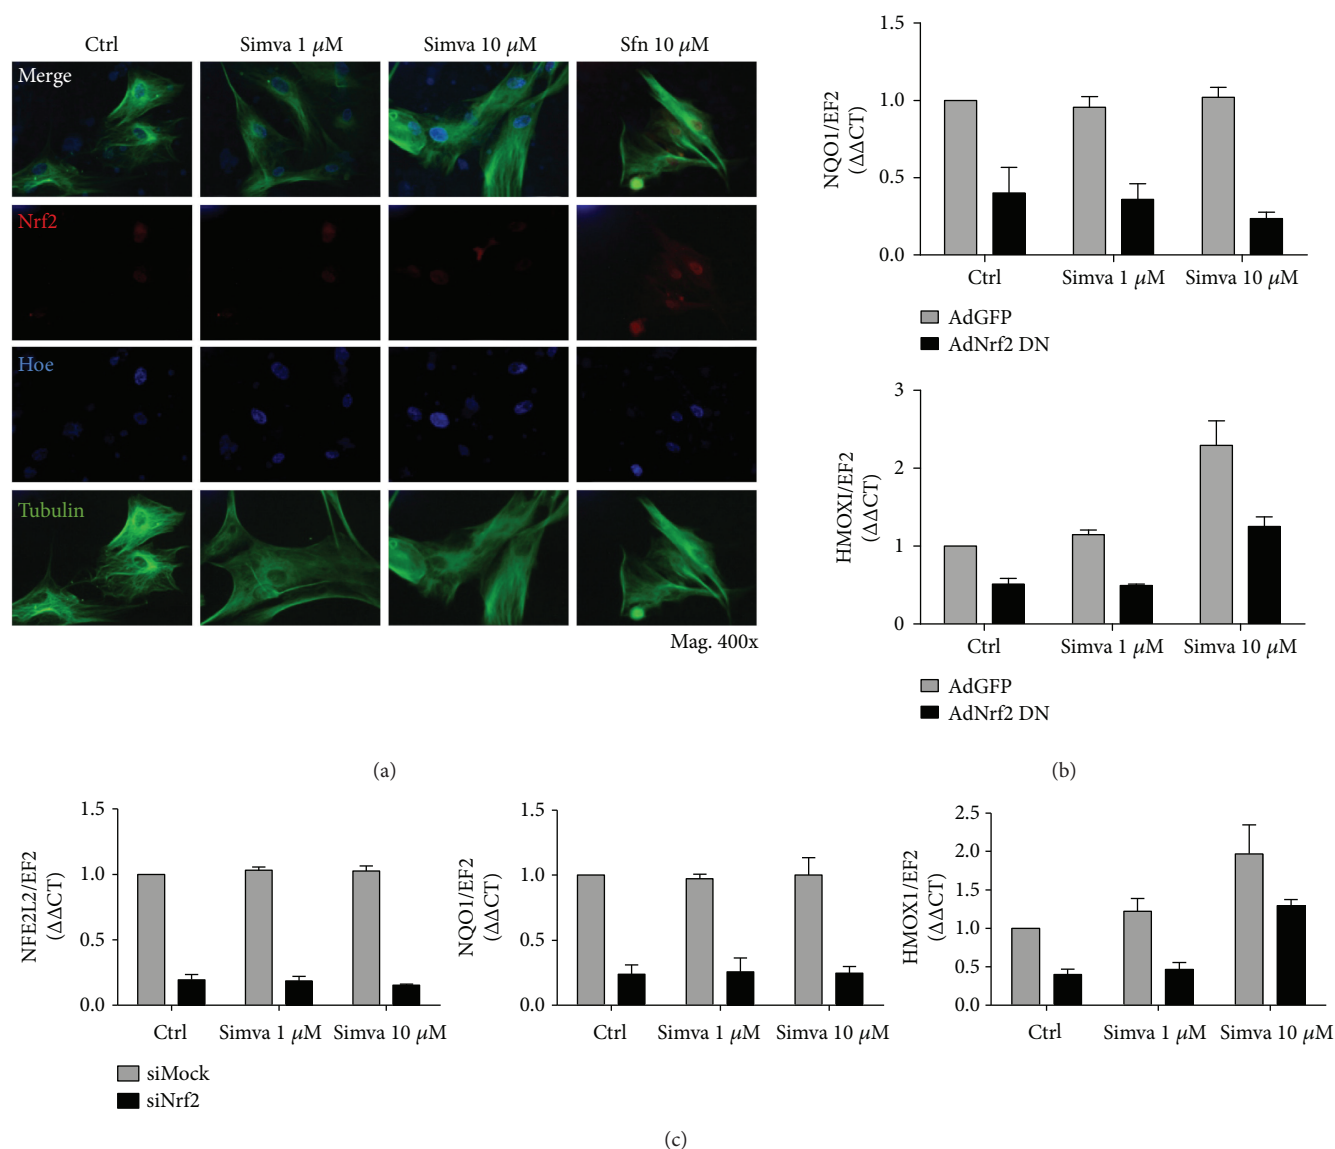 Ctrl
Simva 1 μM
Simva 10 μM
Sfn 10 μM
Merge
Nrf2
Hoe
Tubulin
Mag. 400x
(a)
NQO1/EF2
(ΔΔCT)
1.5
1.0
0.5
0.0
Ctrl
Simva 1 μM
Simva 10 μM
AdGFP
AdNrf2 DN
HMOXI/EF2
(ΔΔCT)
3
2
1
0
Ctrl
Simva 1 μM
Simva 10 μM
AdGFP
AdNrf2 DN
(b)
NFE2L2/EF2
(ΔΔCT)
1.5
1.0
0.5
0.0
Ctrl
Simva 1 μM
Simva 10 μM
siMock
siNrf2
NQO1/EF2
(ΔΔCT)
1.5
1.0
0.5
0.0
Ctrl
Simva 1 μM
Simva 10 μM
HMOX1/EF2
(ΔΔCT)
2.5
2.0
1.5
1.0
0.5
0.0
Ctrl
Simva 1 μM
Simva 10 μM
(c)